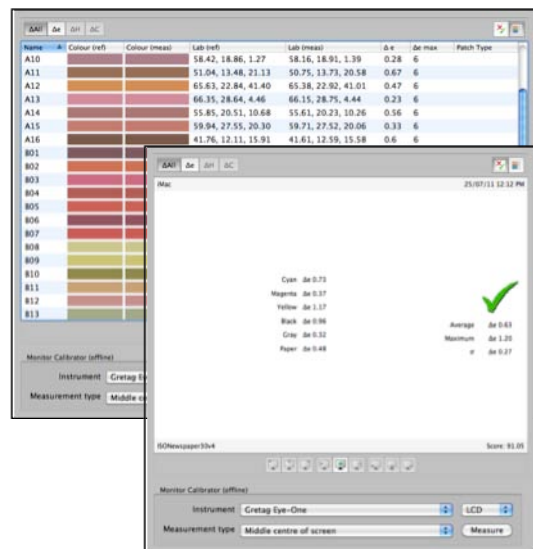 ΔAll Δe ΔH ΔC
Name Colour (ref) Colour (meas) Lab (ref) Lab (meas) Δ e Δe max Patch Type
A10 58.42, 18.86, 1.27 58.16, 18.91, 1.39 0.28 6
A11 51.04, 13.48, 21.13 50.75, 13.73, 20.58 0.67 6
A12 65.63, 22.84, 41.40 65.38, 22.92, 41.01 0.47 6
A13 66.35, 28.64, 4.46 66.15, 28.75, 4.44 0.23 6
A14 55.85, 20.51, 10.68 55.61, 20.23, 10.26 0.56 6
A15 59.94, 27.55, 20.30 59.71, 27.52, 20.06 0.33 6
A16 41.76, 12.11, 15.91 41.61, 12.59, 15.58 0.6 6
B01
B02
B03
B04
B05
B06
B07
B08
B09
B10
B11
B12
B13
Monitor Calibrator (offline)
Instrument Gretag Eye-
Measurement type Middle ce
ΔAll Δe ΔH ΔC
iMac 25/07/11 12:12 PM
Cyan Δe 0.73
Magenta Δe 0.37
Yellow Δe 1.17
Black Δe 0.96
Gray Δe 0.32
Paper Δe 0.48
Average Δe 0.63
Maximum Δe 1.20
σ Δe 0.27
ISONewspaper30v4 Score: 91.05
Monitor Calibrator (offline)
Instrument Gretag Eye-One LCD
Measurement type Middle centre of screen Measure